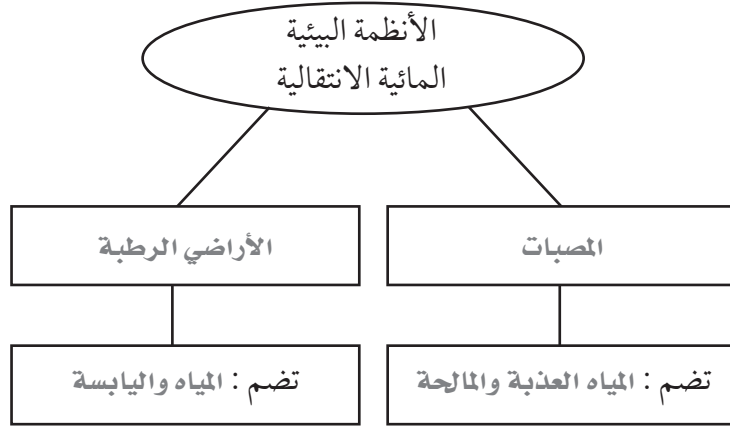 الأنظمة البيئية
المائية الانتقالية
المصبات
الأراضي الرطبة
تضم : المياه العذبة والمالحة
تضم : المياه واليابسة